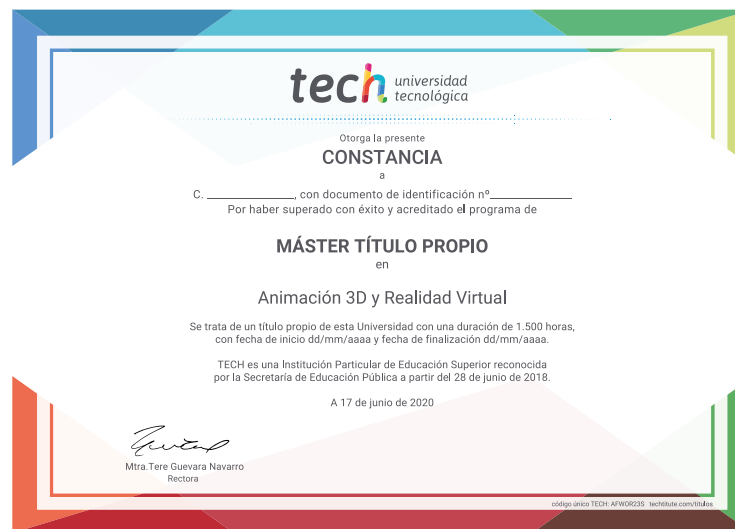 tech universidad
tecnológica
Otorga la presente
CONSTANCIA
a
C. ________________, con documento de identificación nº______________
Por haber superado con éxito y acreditado el programa de
MÁSTER TÍTULO PROPIO
en
Animación 3D y Realidad Virtual
Se trata de un título propio de esta Universidad con una duración de 1.500 horas,
con fecha de inicio dd/mm/aaaa y fecha de finalización dd/mm/aaaa.
TECH es una Institución Particular de Educación Superior reconocida
por la Secretaría de Educación Pública a partir del 28 de junio de 2018.
A 17 de junio de 2020
Mtra.Tere Guevara Navarro
Rectora
código único TECH: AFWOR23S techtitute.com/titulos